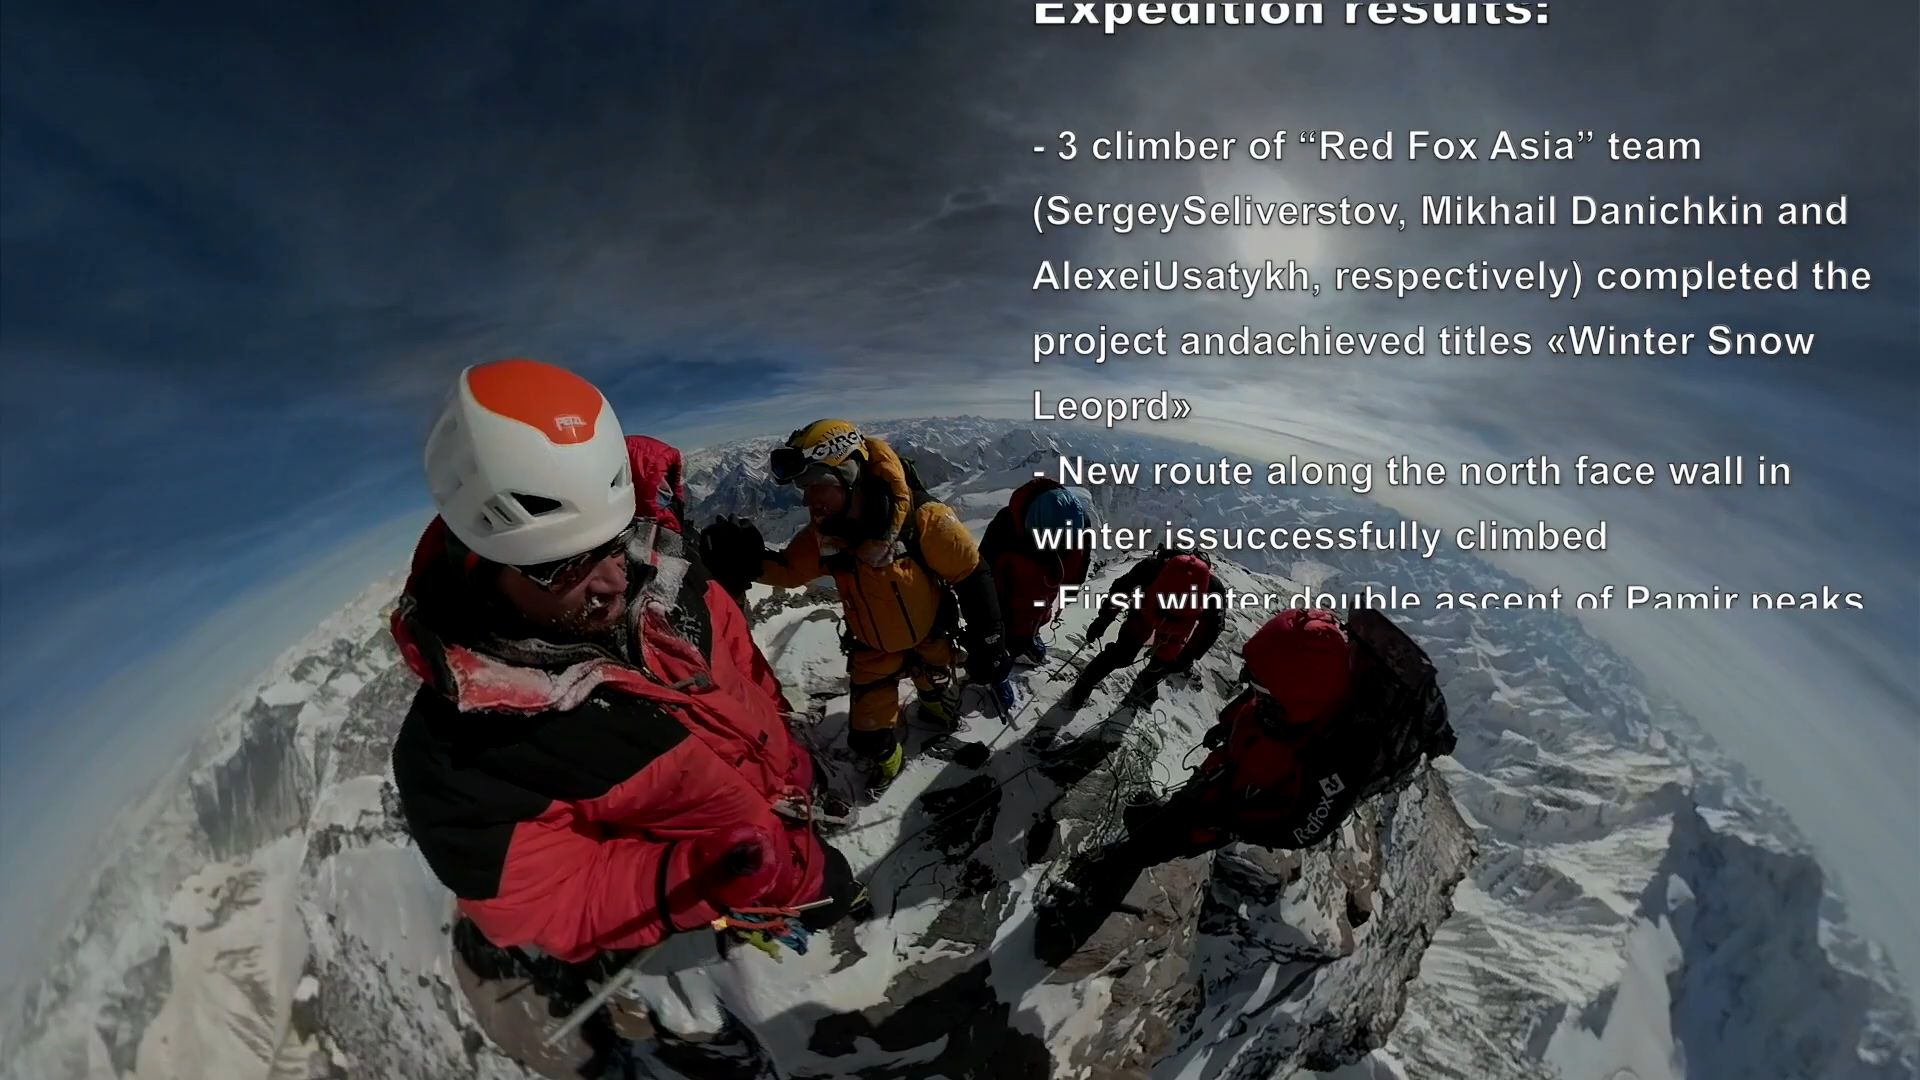 Expedition results:
- 3 climber of “Red Fox Asia” team
(SergeySeliverstov, Mikhail Danichkin and
AlexeiUsatykh, respectively) completed the
project andachieved titles «Winter Snow
Leoprd»
- New route along the north face wall in
winter issuccessfully climbed
- First winter double ascent of Pamir peaks
PETZL
Redfox